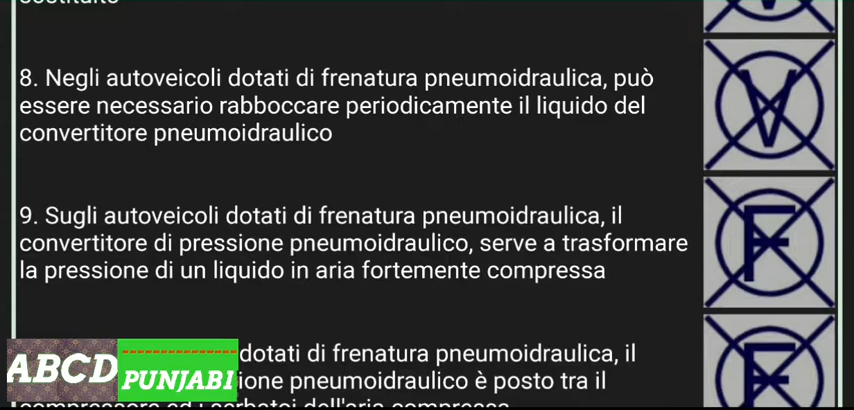 8. Negli autoveicoli dotati di frenatura pneumoidraulica, può
essere necessario rabboccare periodicamente il liquido del
convertitore pneumoidraulico
V
9. Sugli autoveicoli dotati di frenatura pneumoidraulica, il
convertitore di pressione pneumoidraulico, serve a trasformare
la pressione di un liquido in aria fortemente compressa
F
dotati di frenatura pneumoidraulica, il
pneumoidraulico è posto tra il
F
ABCD PUNJABI